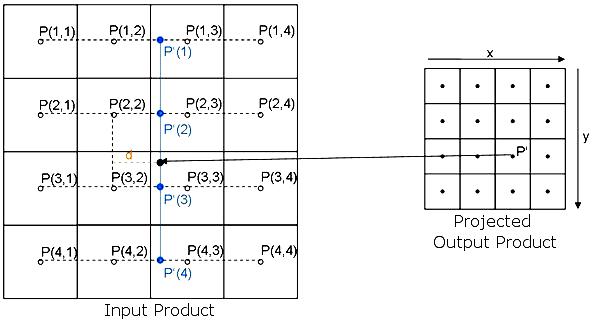 P(1,1) P(1,2) P(1,3) P(1,4)
P'(1)
P(2,1) P(2,2) P(2,3) P(2,4)
P'(2)
d
P(3,1) P(3,2) P(3,3) P(3,4)
P'(3)
P(4,1) P(4,2) P(4,3) P(4,4)
P'(4)
Input Product
x
y
P'
Projected
Output Product